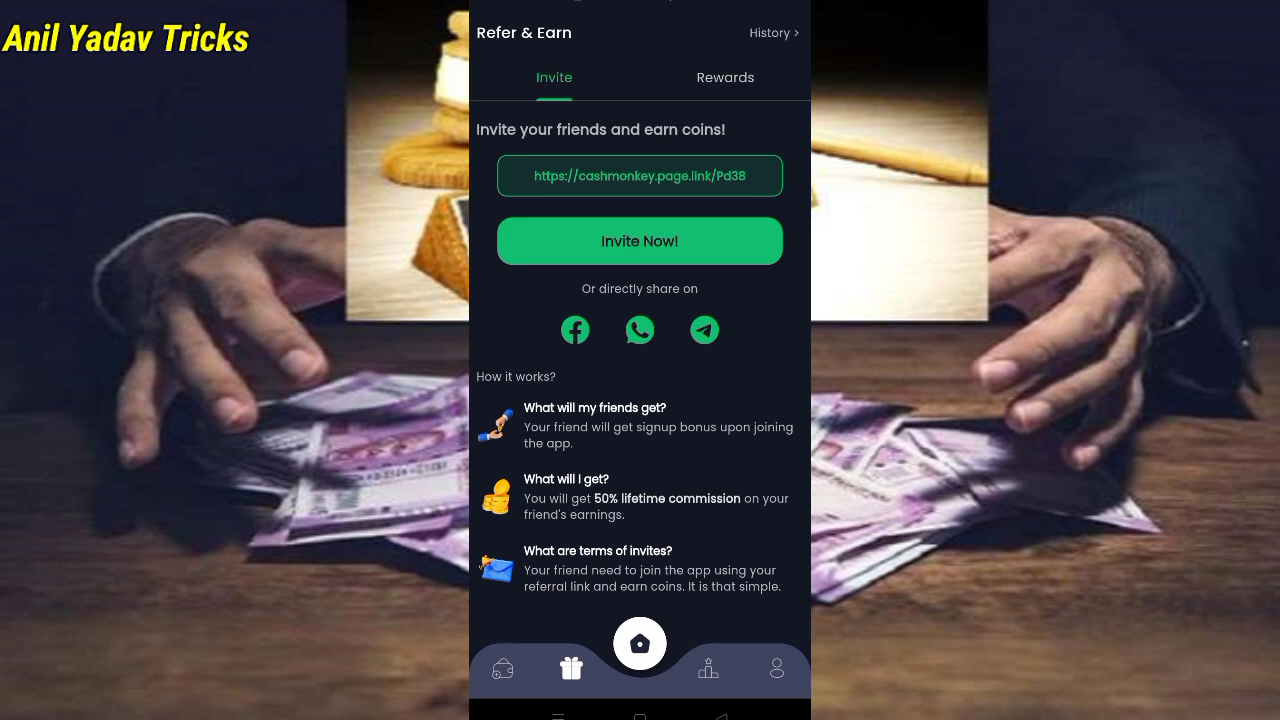 Anil Yadav Tricks
Refer & Earn
History >
Invite
Rewards
Invite your friends and earn coins!
https://cashmonkey.page.link/Pd38
Invite Now!
Or directly share on
How it works?
What will my friends get?
Your friend will get signup bonus upon joining
the app.
What will I get?
You will get 50% lifetime commission on your
friend's earnings.
What are terms of invites?
Your friend need to join the app using your
referral link and earn coins. It is that simple.